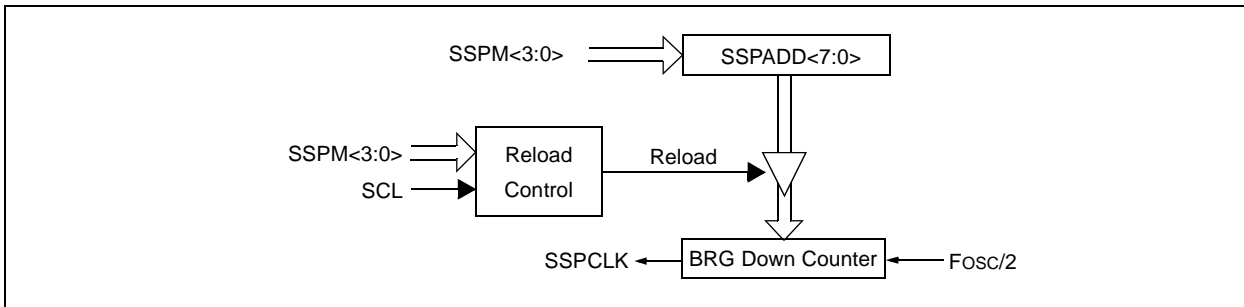 SSPM<3:0>
SSPADD<7:0>
SSPM<3:0>
SCL
Reload
Control
Reload
SSPCLK
BRG Down Counter
FOSC/2